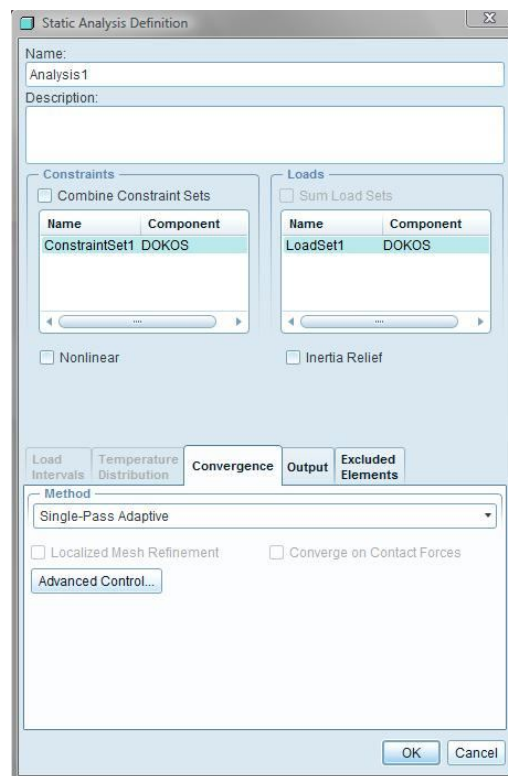 Static Analysis Definition
Name:
Analysis1
Description:
Constraints
Combine Constraint Sets
Name Component
ConstraintSet1 DOKOS
Nonlinear
Loads
Sum Load Sets
Name Component
LoadSet1 DOKOS
Inertia Relief
Load Intervals
Temperature Distribution
Convergence
Output
Excluded Elements
Method
Single-Pass Adaptive
Localized Mesh Refinement
Converge on Contact Forces
Advanced Control...
OK
Cancel